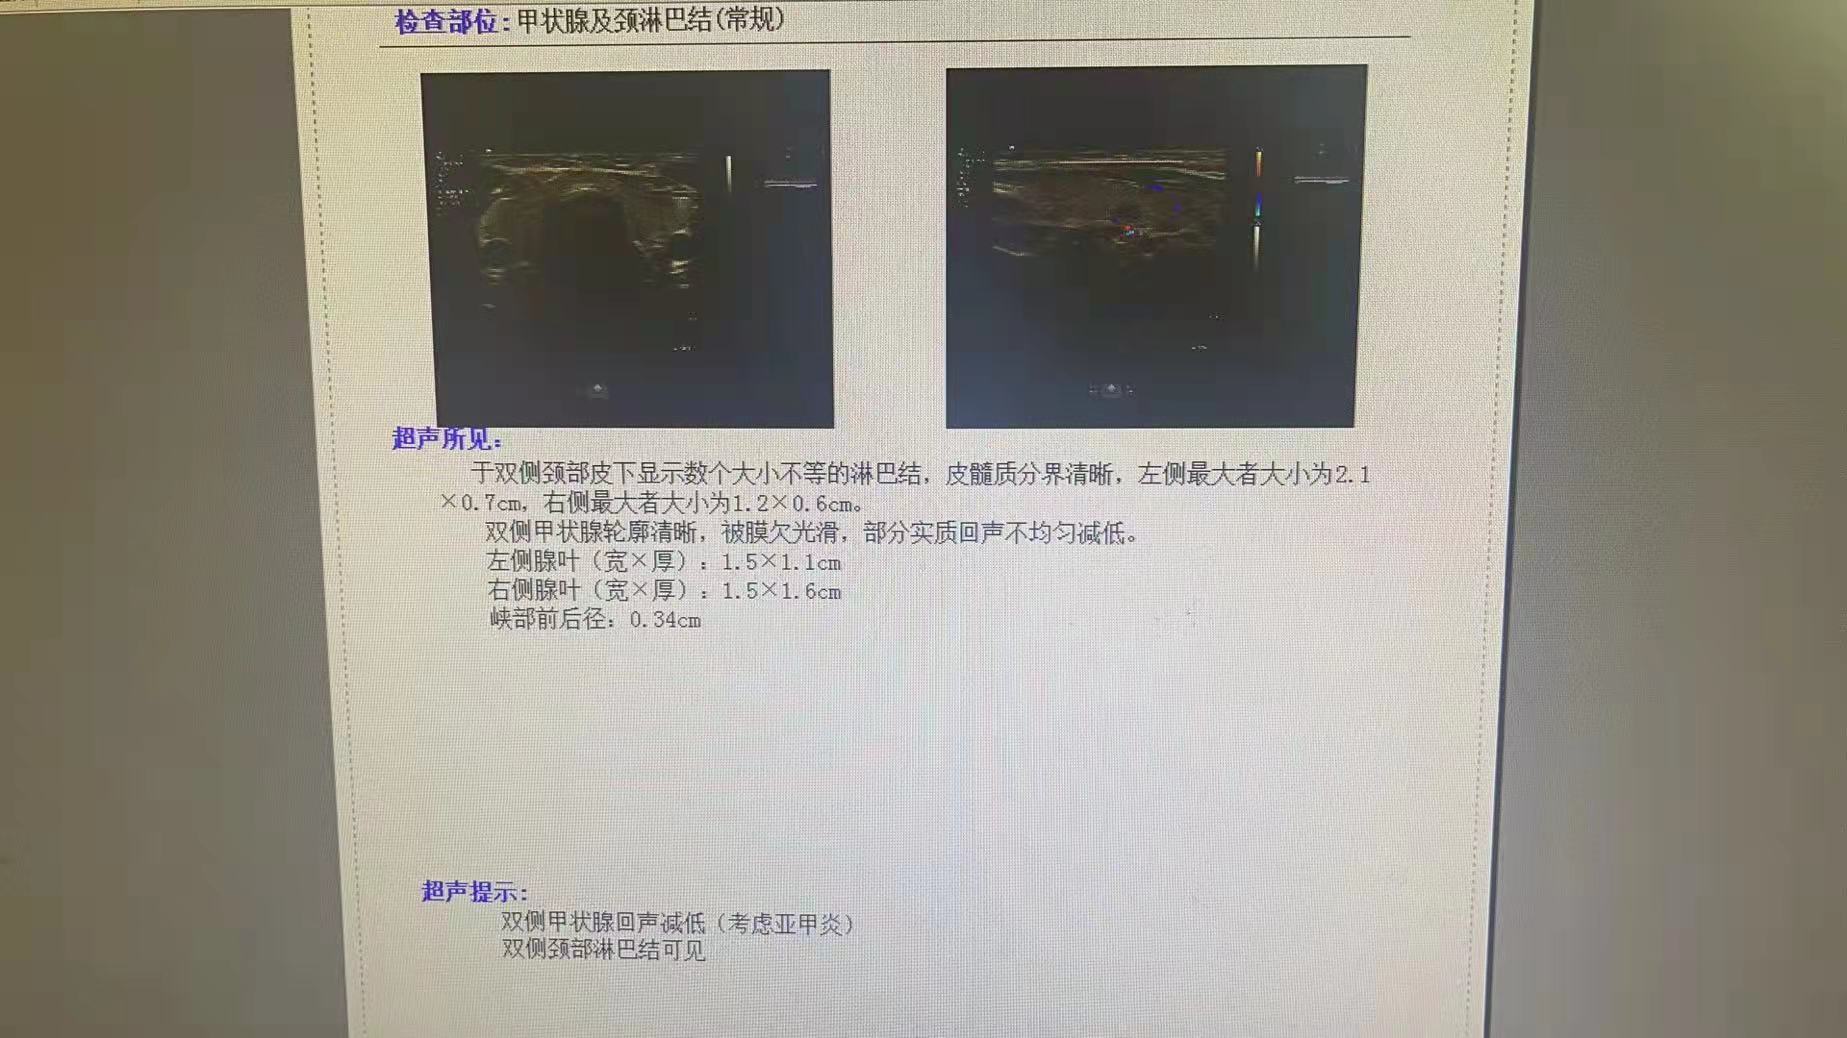 检查部位:甲状腺及颈淋巴结(常规)
超声所见:
于双侧颈部皮下显示数个大小不等的淋巴结，皮髓质分界清晰，左侧最大者大小为2.1
×0.7cm，右侧最大者大小为1.2×0.6cm。
双侧甲状腺轮廓清晰，被膜欠光滑，部分实质回声不均匀减低。
左侧腺叶（宽×厚）：1.5×1.1cm
右侧腺叶（宽×厚）：1.5×1.6cm
峡部前后径：0.34cm
超声提示:
双侧甲状腺回声减低（考虑亚甲炎）
双侧颈部淋巴结可见